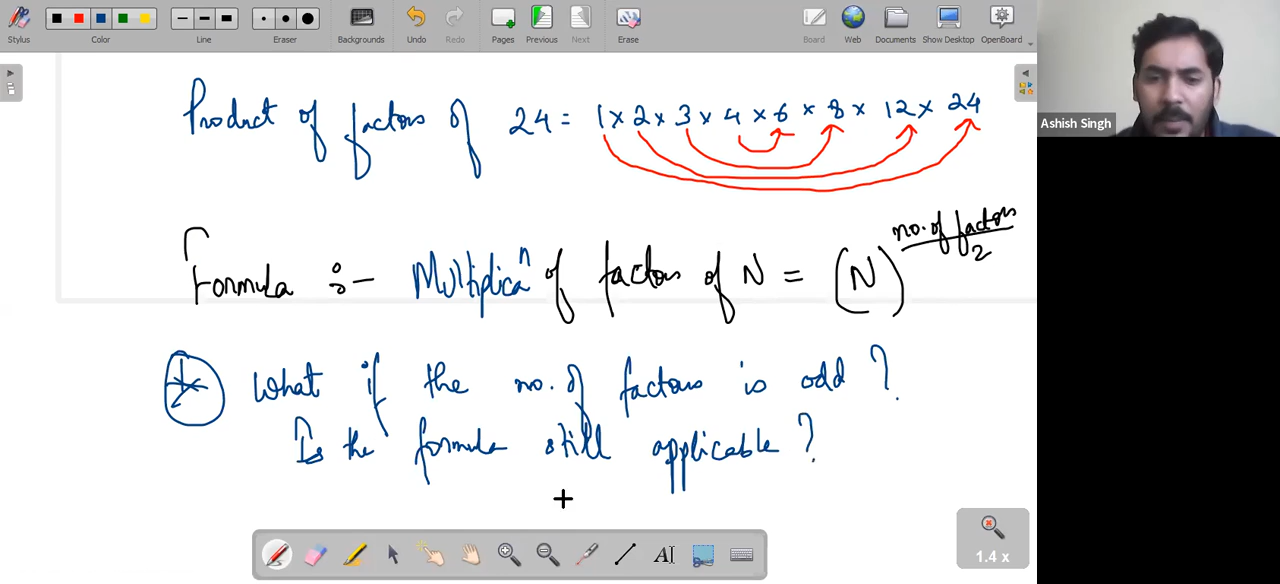 Stylus Color Line Eraser Backgrounds Undo Redo Pages Previous Next Erase Board Web Documents Show Desktop OpenBoard
Ashish Singh
Product of factors of 24 = 1 × 2 × 3 × 4 × 6 × 8 × 12 × 24
Formula :- Multiplicaⁿ of factors of N = (N)^(no. of factors / 2)
* What if the no. of factors is odd ?
Is the formula still applicable ?
AI
1.4 x